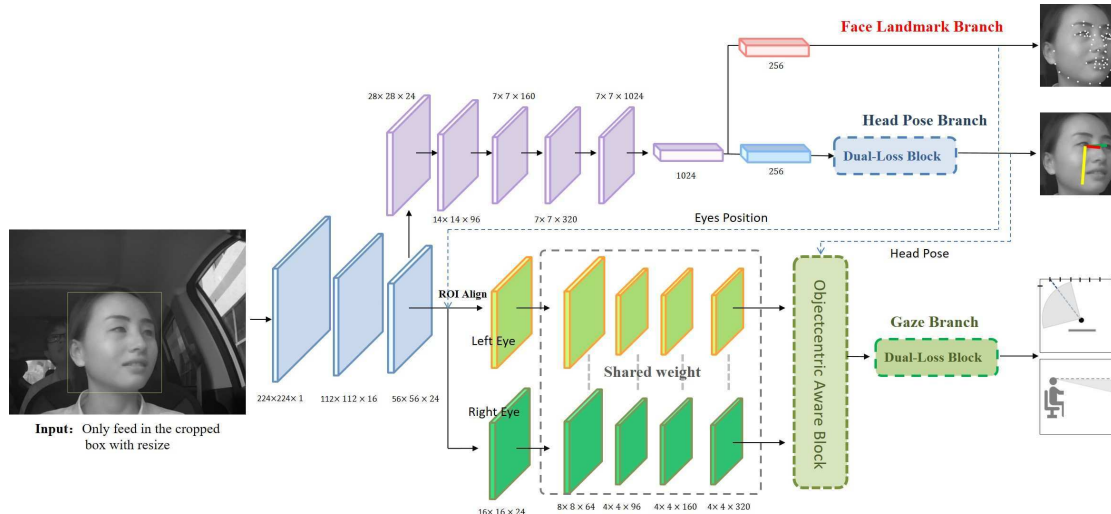 Face Landmark Branch
256
28× 28 × 24
7× 7 × 160
7× 7 × 1024
Head Pose Branch
Dual-Loss Block
1024
256
14× 14 × 96
7× 7 × 320
Eyes Position
Head Pose
ROI Align
Left Eye
Shared weight
Right Eye
Objectcentric Aware Block
Gaze Branch
Dual-Loss Block
224×224× 1
112× 112 × 16
56× 56 × 24
Input: Only feed in the cropped
box with resize
16× 16 × 24
8× 8 × 64
4× 4 × 96
4× 4 × 160
4× 4 × 320